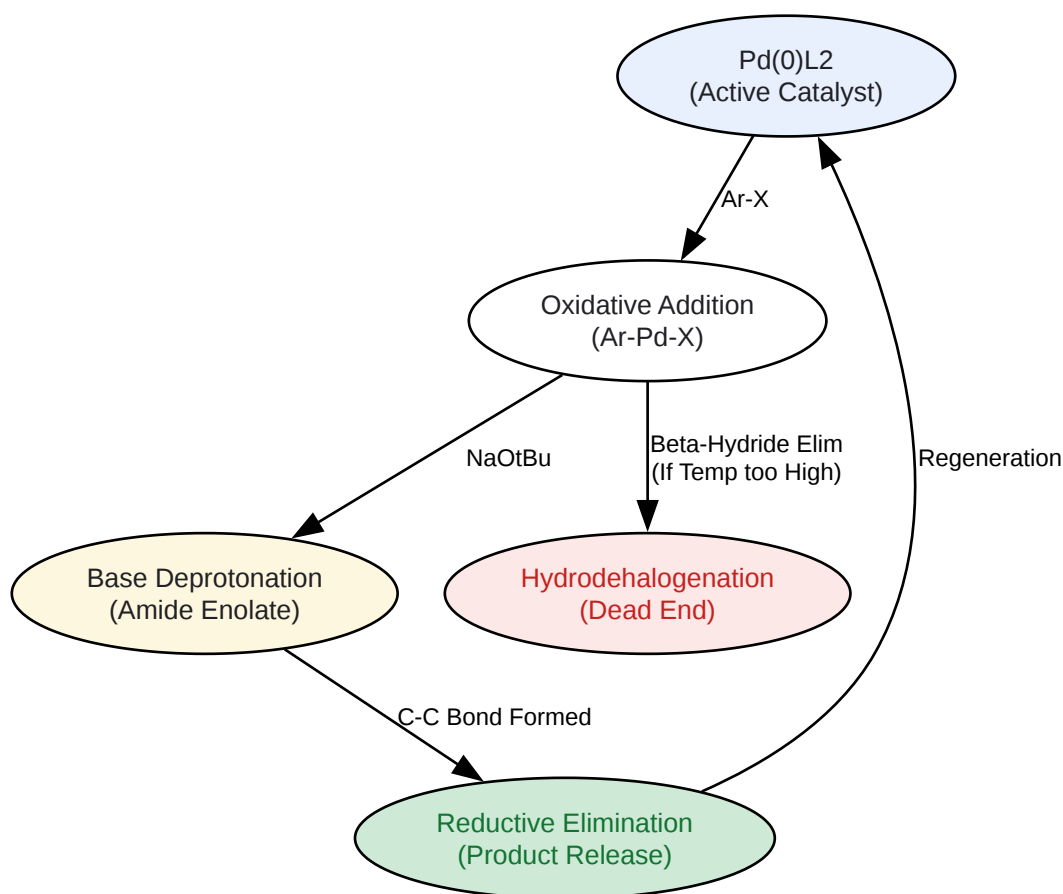 Pd(0)L2
(Active Catalyst)
Ar-X
Oxidative Addition
(Ar-Pd-X)
NaOtBu
Beta-Hydride Elim
(If Temp too High)
Regeneration
Base Deprotonation
(Amide Enolate)
Hydrodehalogenation
(Dead End)
C-C Bond Formed
Reductive Elimination
(Product Release)